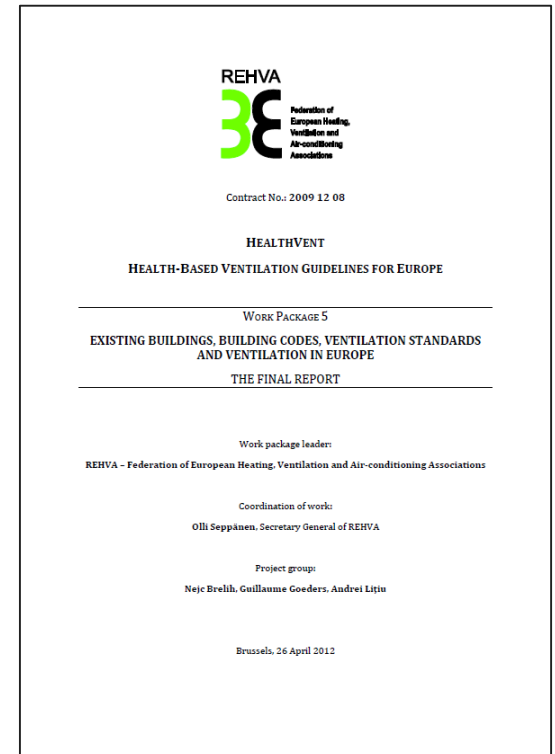 REHVA
Federation of
European Heating,
Ventilation and
Air-conditioning
Associations
Contract No.: 2009 12 08
HEALTHVENT
HEALTH-BASED VENTILATION GUIDELINES FOR EUROPE
WORK PACKAGE 5
EXISTING BUILDINGS, BUILDING CODES, VENTILATION STANDARDS
AND VENTILATION IN EUROPE
THE FINAL REPORT
Work package leader:
REHVA – Federation of European Heating, Ventilation and Air-conditioning Associations
Coordination of work:
Olli Seppänen, Secretary General of REHVA
Project group:
Nejc Brelih, Guillaume Goeders, Andrei Lițiu
Brussels, 26 April 2012